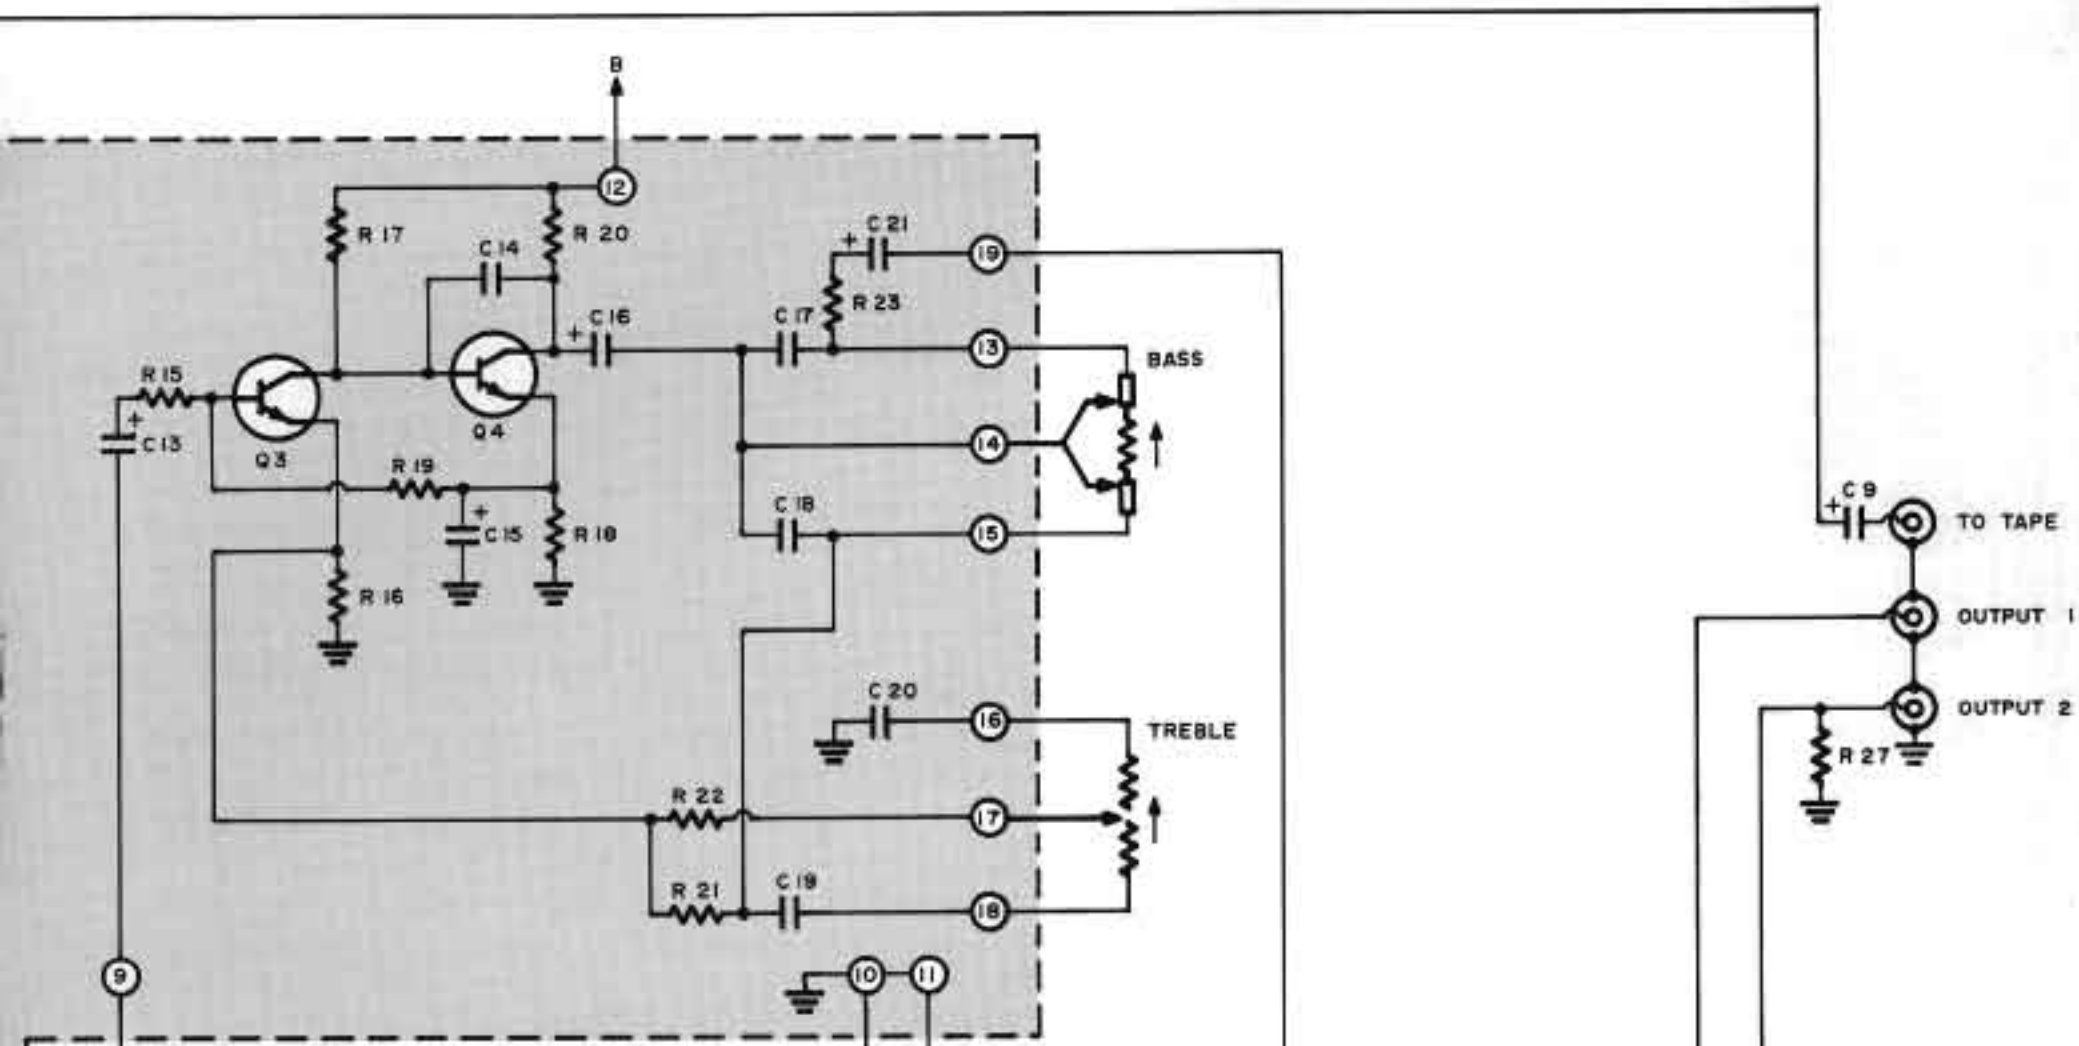 B
12
R 17
R 20
C 14
C 21
+
19
R 23
C 16
+
C 17
13
BASS
R 15
+
C 13
Q 3
Q 4
14
R 19
+
C 15
R 18
C 18
15
C 9
+
TO TAPE
R 16
OUTPUT 1
C 20
16
TREBLE
OUTPUT 2
R 27
R 22
17
R 21
C 19
18
9
10
11